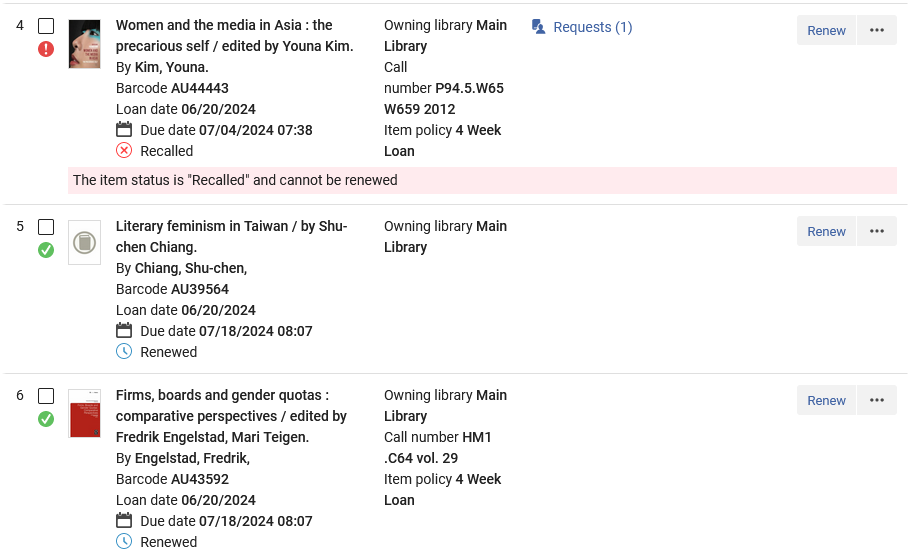 4
Women and the media in Asia : the
precarious self / edited by Youna Kim.
By Kim, Youna.
Barcode AU44443
Loan date 06/20/2024
Due date 07/04/2024 07:38
Recalled
Owning library Main
Library
Call
number P94.5.W65
W659 2012
Item policy 4 Week
Loan
Requests (1)
Renew
The item status is "Recalled" and cannot be renewed
5
Literary feminism in Taiwan / by Shu-
chen Chiang.
By Chiang, Shu-chen,
Barcode AU39564
Loan date 06/20/2024
Due date 07/18/2024 08:07
Renewed
Owning library Main
Library
Renew
6
Firms, boards and gender quotas :
comparative perspectives / edited by
Fredrik Engelstad, Mari Teigen.
By Engelstad, Fredrik,
Barcode AU43592
Loan date 06/20/2024
Due date 07/18/2024 08:07
Renewed
Owning library Main
Library
Call number HM1
.C64 vol. 29
Item policy 4 Week
Loan
Renew